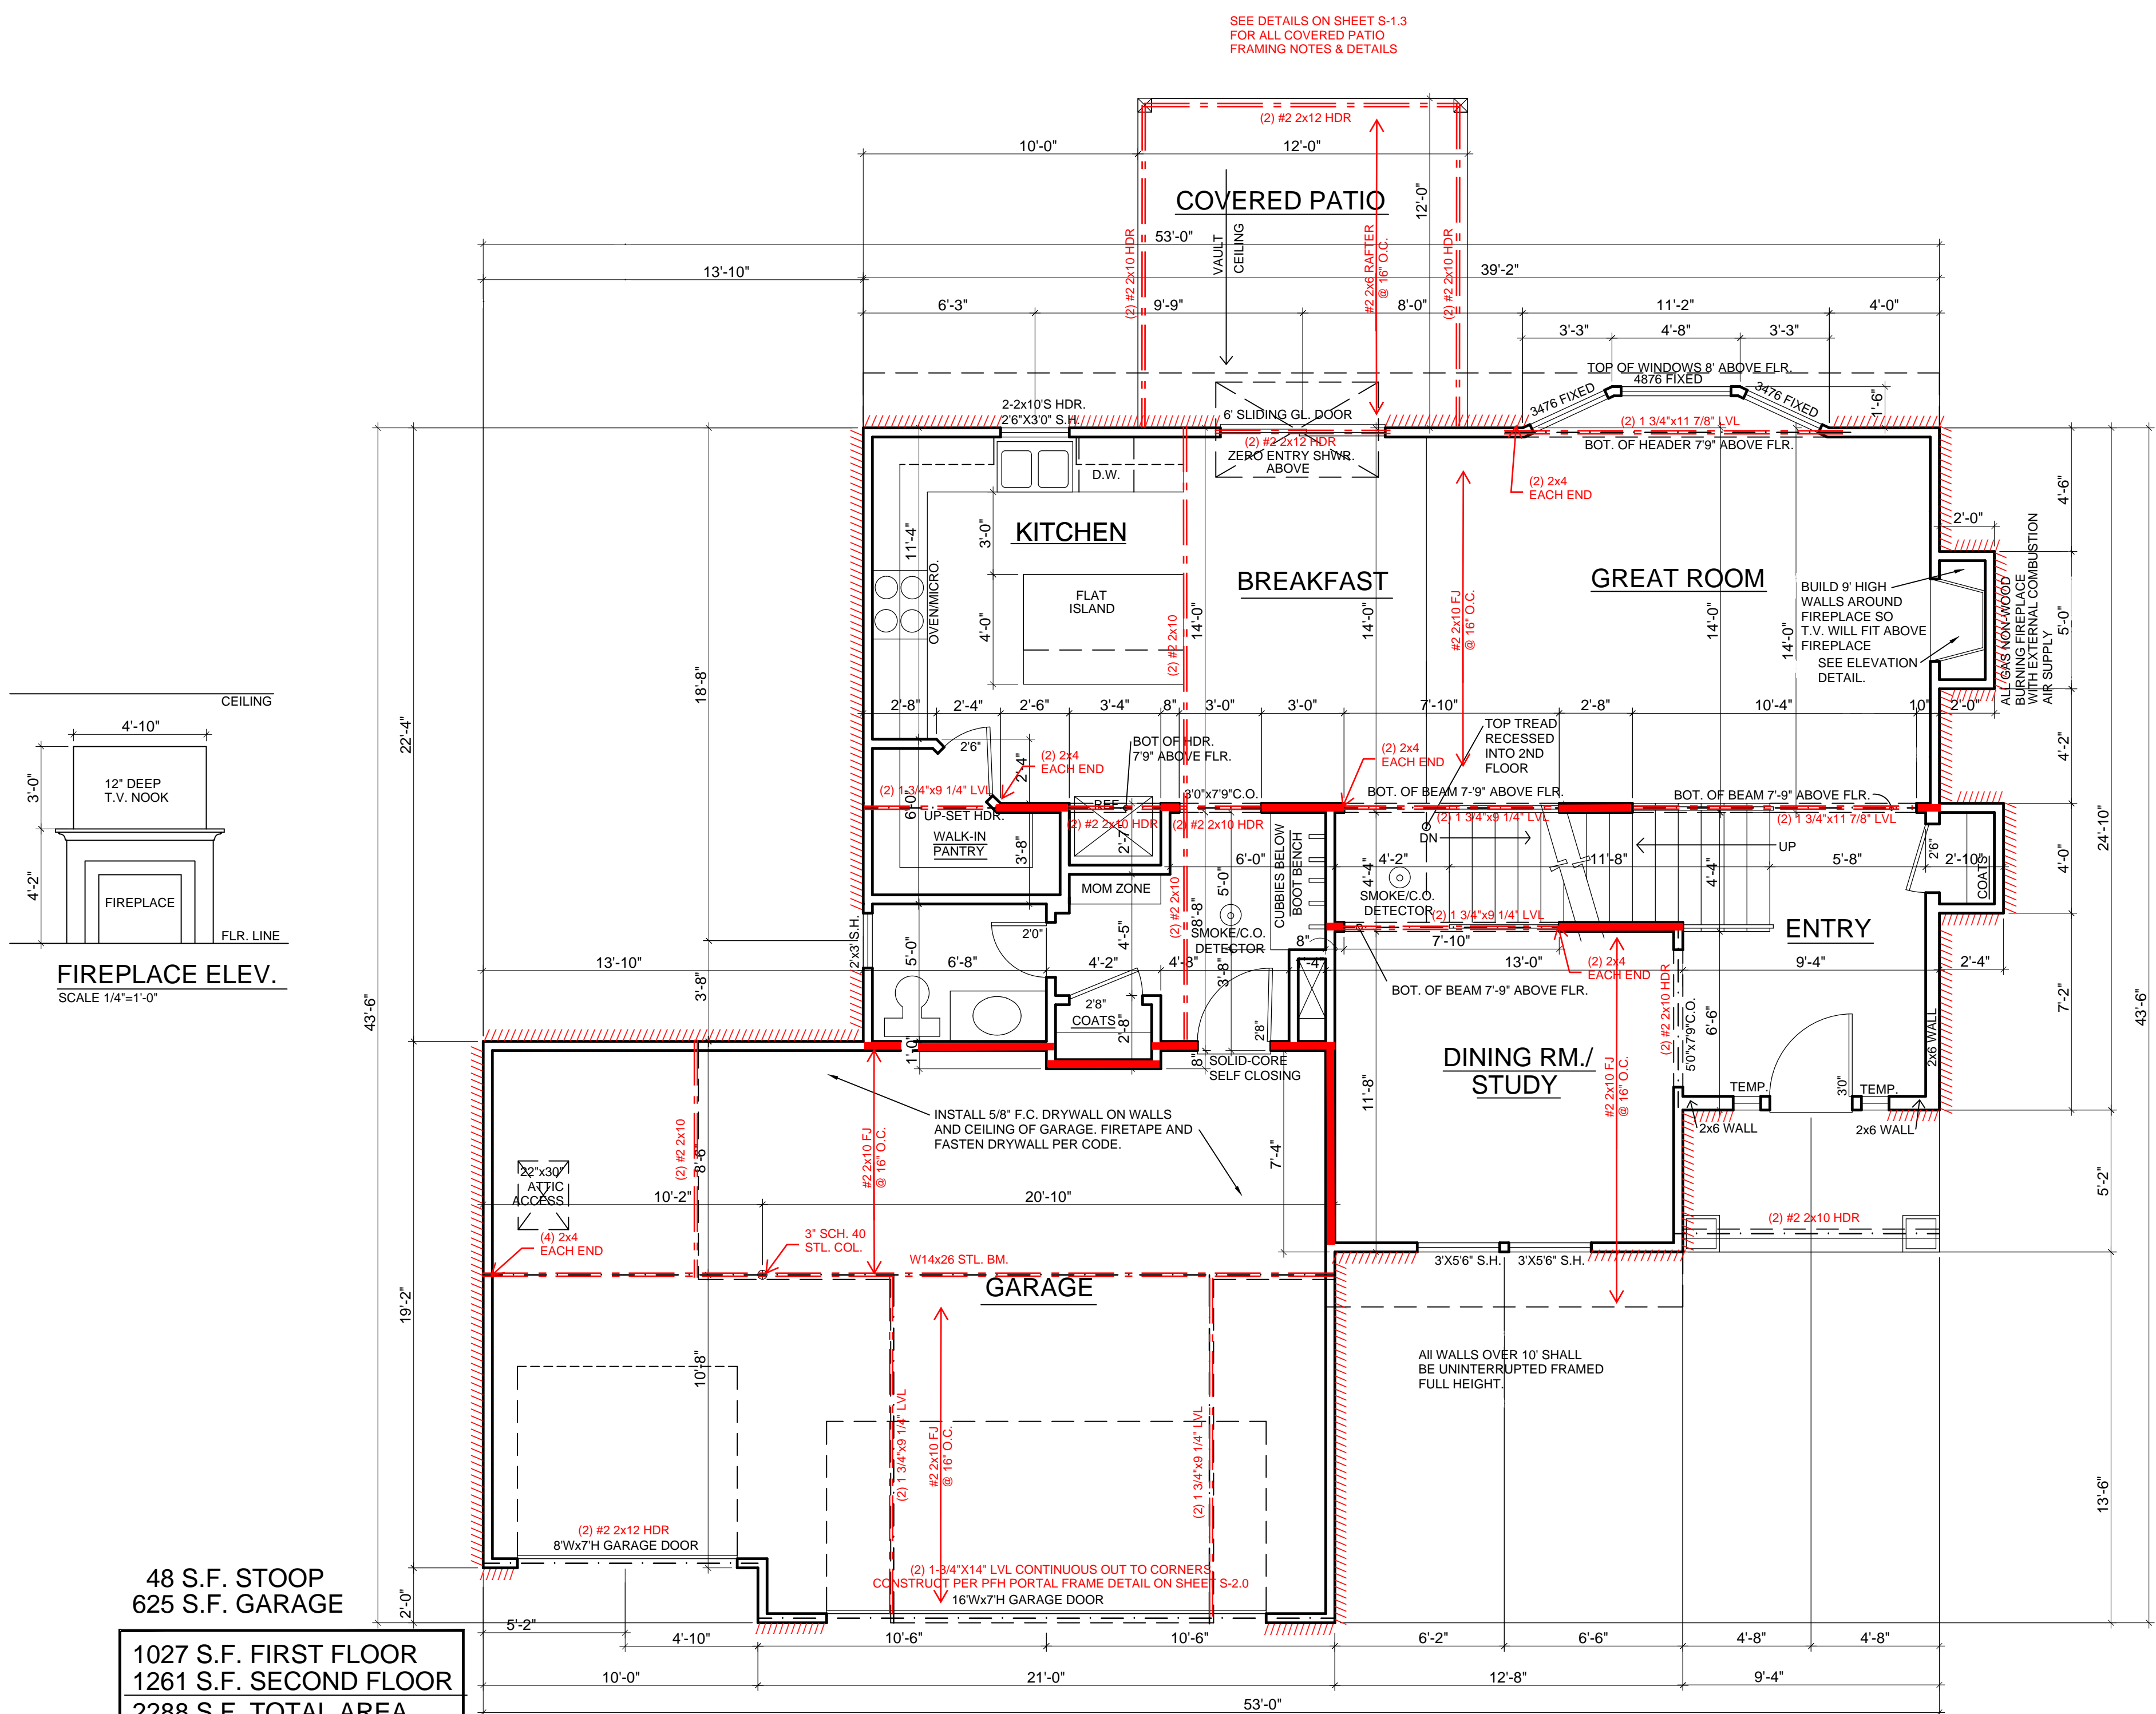 SEE DETAILS ON SHEET S-1.3
FOR ALL COVERED PATIO
FRAMING NOTES & DETAILS
(2) #2 2x12 HDR
10'-0"
12'-0"
COVERED PATIO
12'-0"
53'-0"
VAULT
CEILING
(2) #2 2x10 HDR
#2 2x6 RAFTER
@ 16" O.C.
(2) #2 2x10 HDR
13'-10"
39'-2"
6'-3"
9'-9"
8'-0"
11'-2"
4'-0"
3'-3"
4'-8"
3'-3"
TOP OF WINDOWS 8' ABOVE FLR.
4876 FIXED
3476 FIXED
3476 FIXED
1'-6"
2-2x10'S HDR.
2'6"X3'0" S.H.
6' SLIDING GL. DOOR
(2) #2 2x12 HDR
ZERO ENTRY SHWR.
ABOVE
(2) 1 3/4"x11 7/8" LVL
BOT. OF HEADER 7'9" ABOVE FLR.
D.W.
(2) 2x4
EACH END
4'-6"
2'-0"
KITCHEN
11'-4"
3'-0"
OVEN/MICRO.
FLAT
ISLAND
4'-0"
BREAKFAST
GREAT ROOM
(2) #2 2x10
14'-0"
14'-0"
#2 2x10 FJ
@ 16" O.C.
14'-0"
14'-0"
BUILD 9' HIGH
WALLS AROUND
FIREPLACE SO
T.V. WILL FIT ABOVE
FIREPLACE
SEE ELEVATION
DETAIL.
ALL GAS NON-WOOD
BURNING FIREPLACE
WITH EXTERNAL COMBUSTION
AIR SUPPLY
5'-0"
18'-8"
22'-4"
CEILING
4'-10"
3'-0"
12" DEEP
T.V. NOOK
4'-2"
FIREPLACE
FLR. LINE
FIREPLACE ELEV.
SCALE 1/4"=1'-0"
2'-8"
2'-4"
2'-6"
3'-4"
8"
3'-0"
3'-0"
7'-10"
2'-8"
10'-4"
10"
2'-0"
TOP TREAD
RECESSED
INTO 2ND
FLOOR
2'6"
(2) 2x4
EACH END
2'-4"
BOT OF HDR.
7'9" ABOVE FLR.
(2) 2x4
EACH END
4'-2"
(2) 1-3/4"x9 1/4" LVL
6'-0"
UP-SET HDR.
REF.
(2) #2 2x10 HDR
3'0"x7'9"C.O.
(2) #2 2x10 HDR
BOT. OF BEAM 7-'9" ABOVE FLR.
(2) 1 3/4"x9 1/4" LVL
BOT. OF BEAM 7'-9" ABOVE FLR.
(2) 1 3/4"x11 7/8" LVL
24'-10"
WALK-IN
PANTRY
3'-8"
2'-7"
6'-0"
5'-0"
CUBBIES BELOW
BOOT BENCH
DN
4'-2"
4'-4"
11'-8"
UP
4'-4"
5'-8"
2'6"
2'-10"
COATS
4'-0"
MOM ZONE
SMOKE/C.O.
DETECTOR
(2) #2 2x10
8'-8"
SMOKE/C.O.
DETECTOR
(2) 1 3/4"x9 1/4" LVL
ENTRY
2'x3' S.H.
2'0"
4'-5"
8"
7'-10"
5'-0"
6'-8"
4'-2"
4'-8"
3'-8"
13'-0"
(2) 2x4
EACH END
9'-4"
2'-4"
BOT. OF BEAM 7'-9" ABOVE FLR.
13'-10"
3'-8"
43'-6"
2'8"
COATS
2'-8"
2'8"
(2) #2 2x10 HDR
5'0"x7'9"C.O.
6'-6"
2x6 WALL
7'-2"
43'-6"
1'-0"
8"
SOLID-CORE
SELF CLOSING
DINING RM./
STUDY
#2 2x10 FJ
@ 16" O.C.
TEMP.
3'0"
TEMP.
2x6 WALL
2x6 WALL
INSTALL 5/8" F.C. DRYWALL ON WALLS
AND CEILING OF GARAGE. FIRETAPE AND
FASTEN DRYWALL PER CODE.
11'-8"
7'-4"
(2) #2 2x10
8'-6"
#2 2x10 FJ
@ 16" O.C.
22"x30"
ATTIC
ACCESS
10'-2"
20'-10"
5'-2"
(4) 2x4
EACH END
3" SCH. 40
STL. COL.
W14x26 STL. BM.
(2) #2 2x10 HDR
3'X5'6" S.H.
3'X5'6" S.H.
GARAGE
19'-2"
10'-8"
All WALLS OVER 10' SHALL
BE UNINTERRUPTED FRAMED
FULL HEIGHT.
(2) 1 3/4"x9 1/4" LVL
#2 2x10 FJ
@ 16" O.C.
(2) 1 3/4"x9 1/4" LVL
13'-6"
(2) #2 2x12 HDR
8'Wx7'H GARAGE DOOR
(2) 1-3/4"X14" LVL CONTINUOUS OUT TO CORNERS
CONSTRUCT PER PFH PORTAL FRAME DETAIL ON SHEET S-2.0
16'Wx7'H GARAGE DOOR
48 S.F. STOOP
625 S.F. GARAGE
2'-0"
5'-2"
4'-10"
10'-6"
10'-6"
6'-2"
6'-6"
4'-8"
4'-8"
1027 S.F. FIRST FLOOR
1261 S.F. SECOND FLOOR
2288 S.F. TOTAL AREA
10'-0"
21'-0"
12'-8"
9'-4"
53'-0"